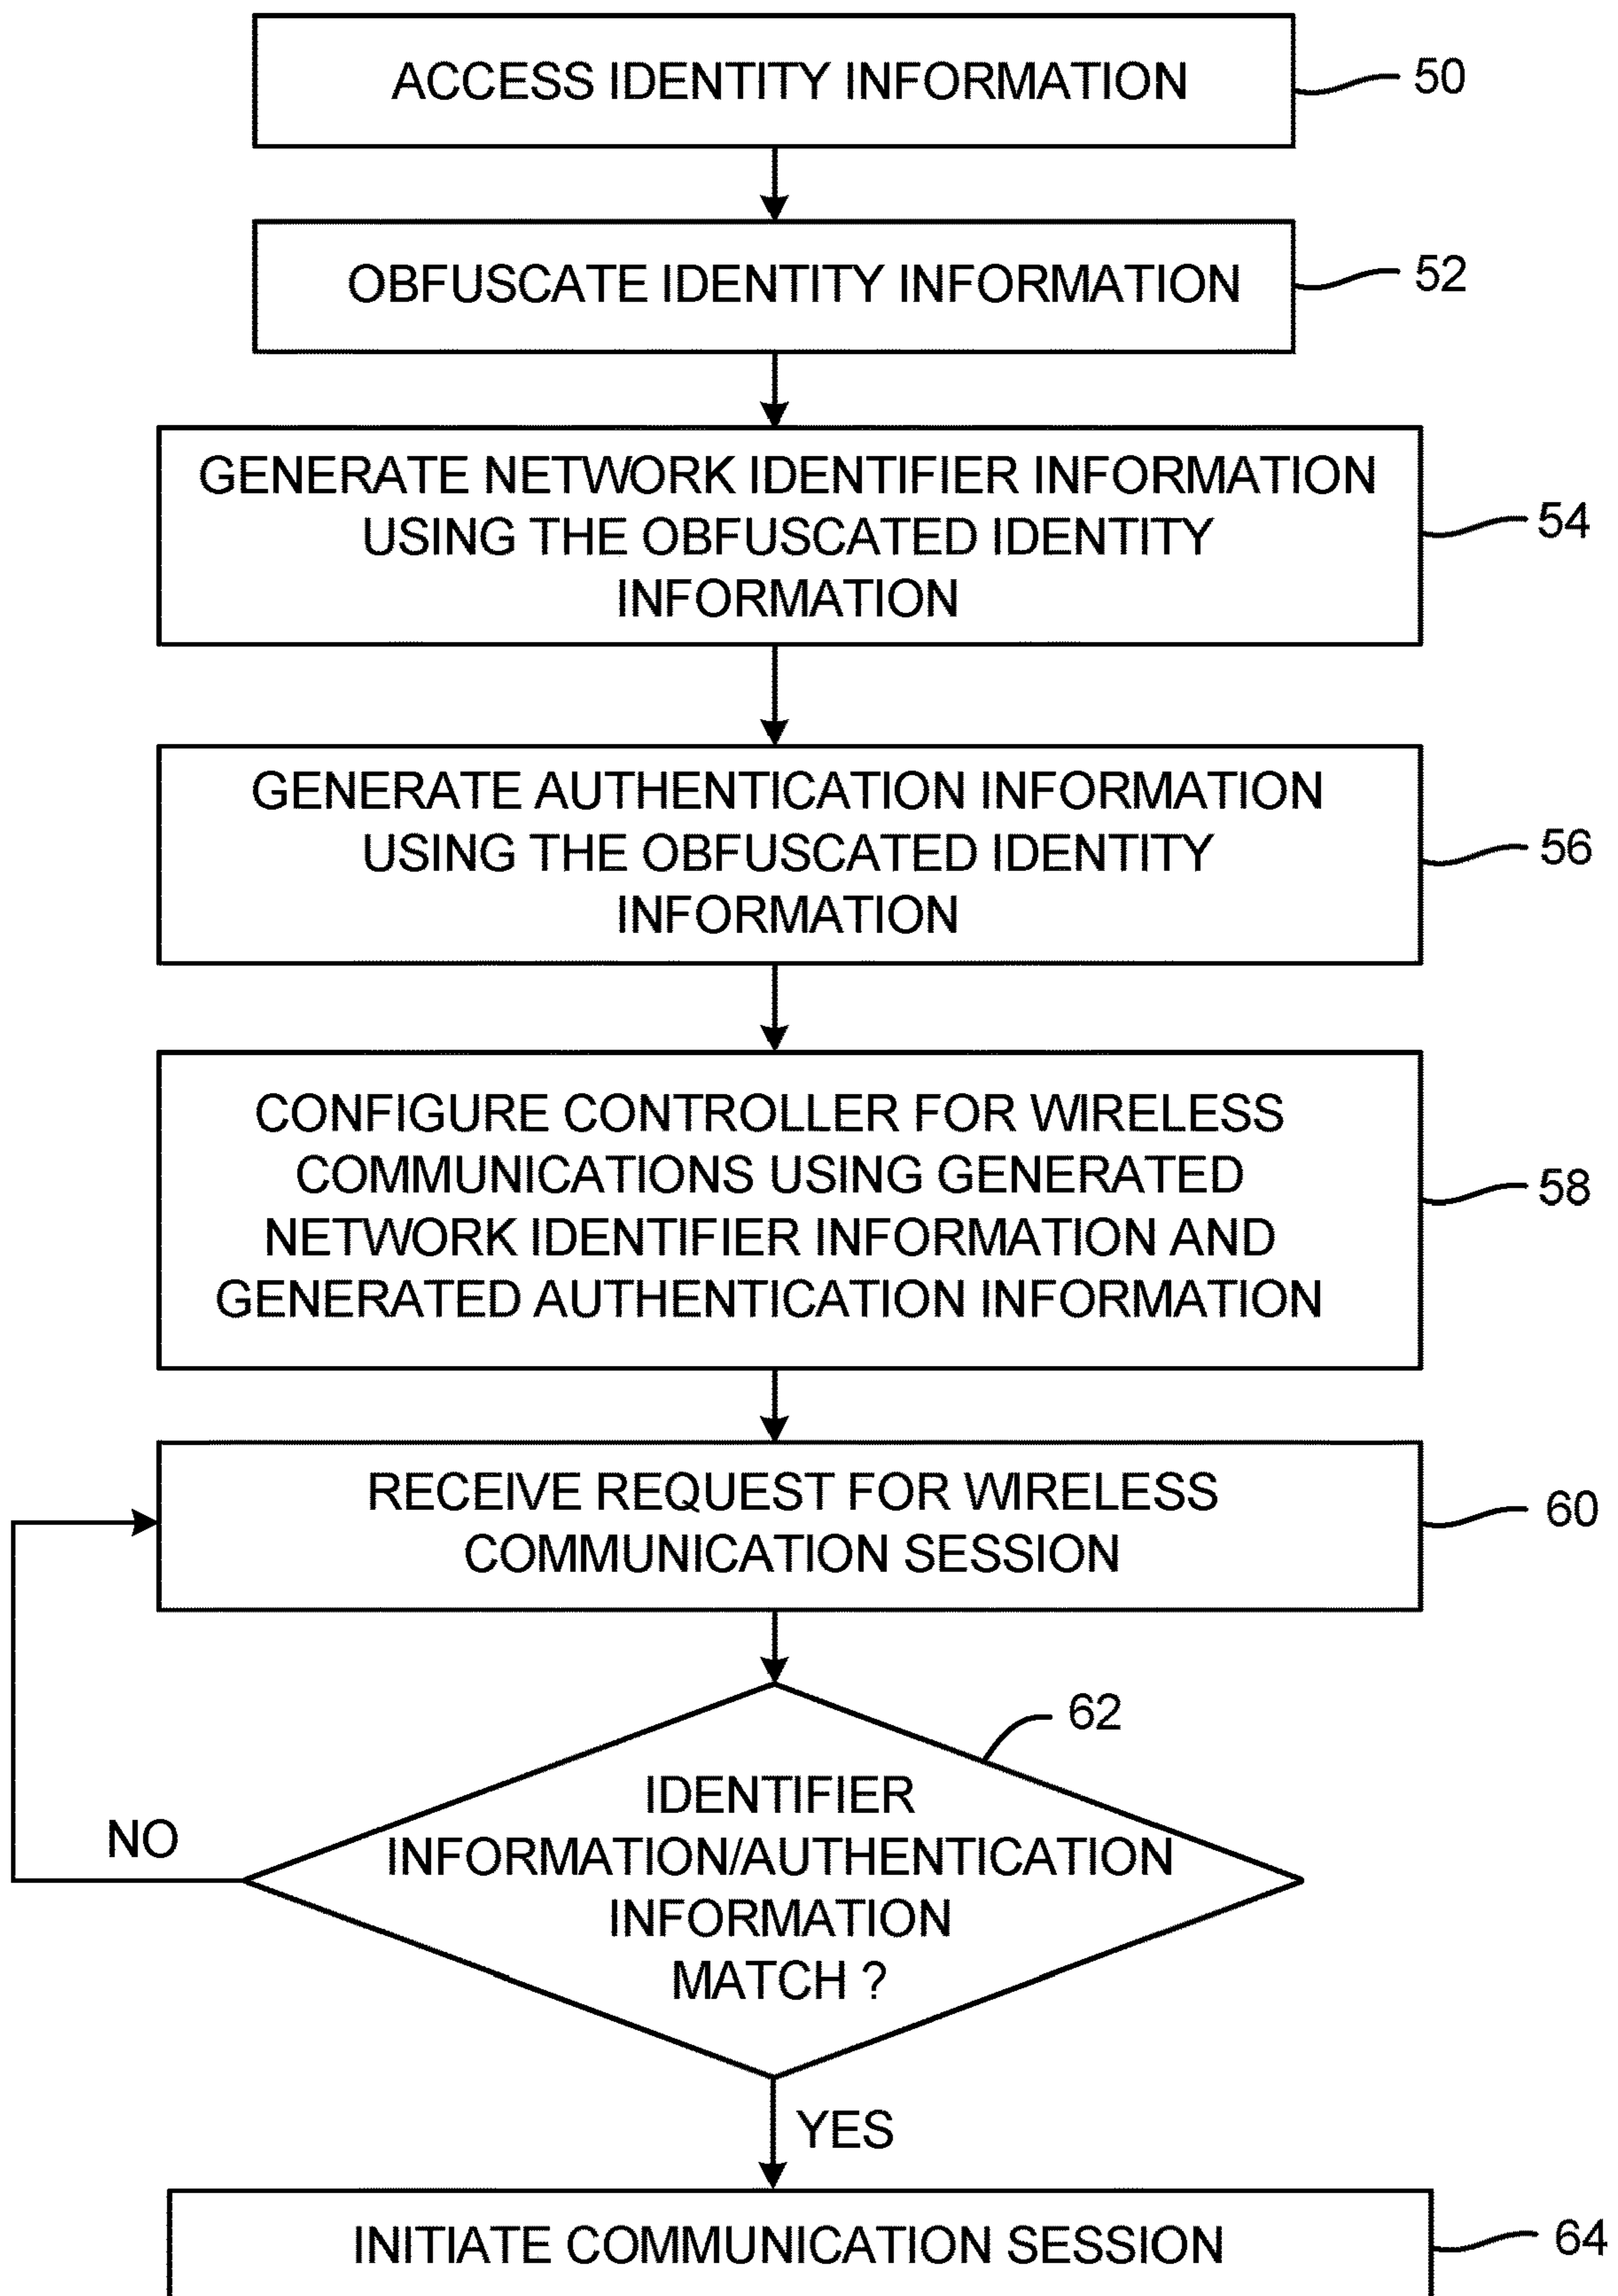 ACCESS IDENTITY INFORMATION
50
OBFUSCATE IDENTITY INFORMATION
52
GENERATE NETWORK IDENTIFIER INFORMATION
USING THE OBFUSCATED IDENTITY
INFORMATION
54
GENERATE AUTHENTICATION INFORMATION
USING THE OBFUSCATED IDENTITY
INFORMATION
56
CONFIGURE CONTROLLER FOR WIRELESS
COMMUNICATIONS USING GENERATED
NETWORK IDENTIFIER INFORMATION AND
GENERATED AUTHENTICATION INFORMATION
58
RECEIVE REQUEST FOR WIRELESS
COMMUNICATION SESSION
60
62
IDENTIFIER
INFORMATION/AUTHENTICATION
INFORMATION
MATCH ?
NO
YES
INITIATE COMMUNICATION SESSION
64